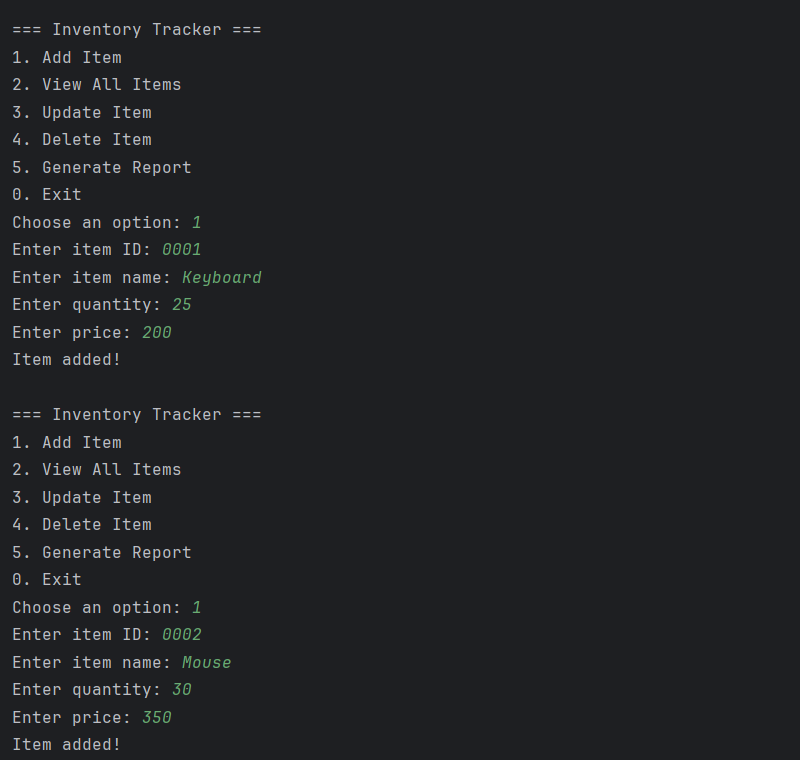 === Inventory Tracker ===
1. Add Item
2. View All Items
3. Update Item
4. Delete Item
5. Generate Report
0. Exit
Choose an option: 1
Enter item ID: 0001
Enter item name: Keyboard
Enter quantity: 25
Enter price: 200
Item added!

=== Inventory Tracker ===
1. Add Item
2. View All Items
3. Update Item
4. Delete Item
5. Generate Report
0. Exit
Choose an option: 1
Enter item ID: 0002
Enter item name: Mouse
Enter quantity: 30
Enter price: 350
Item added!